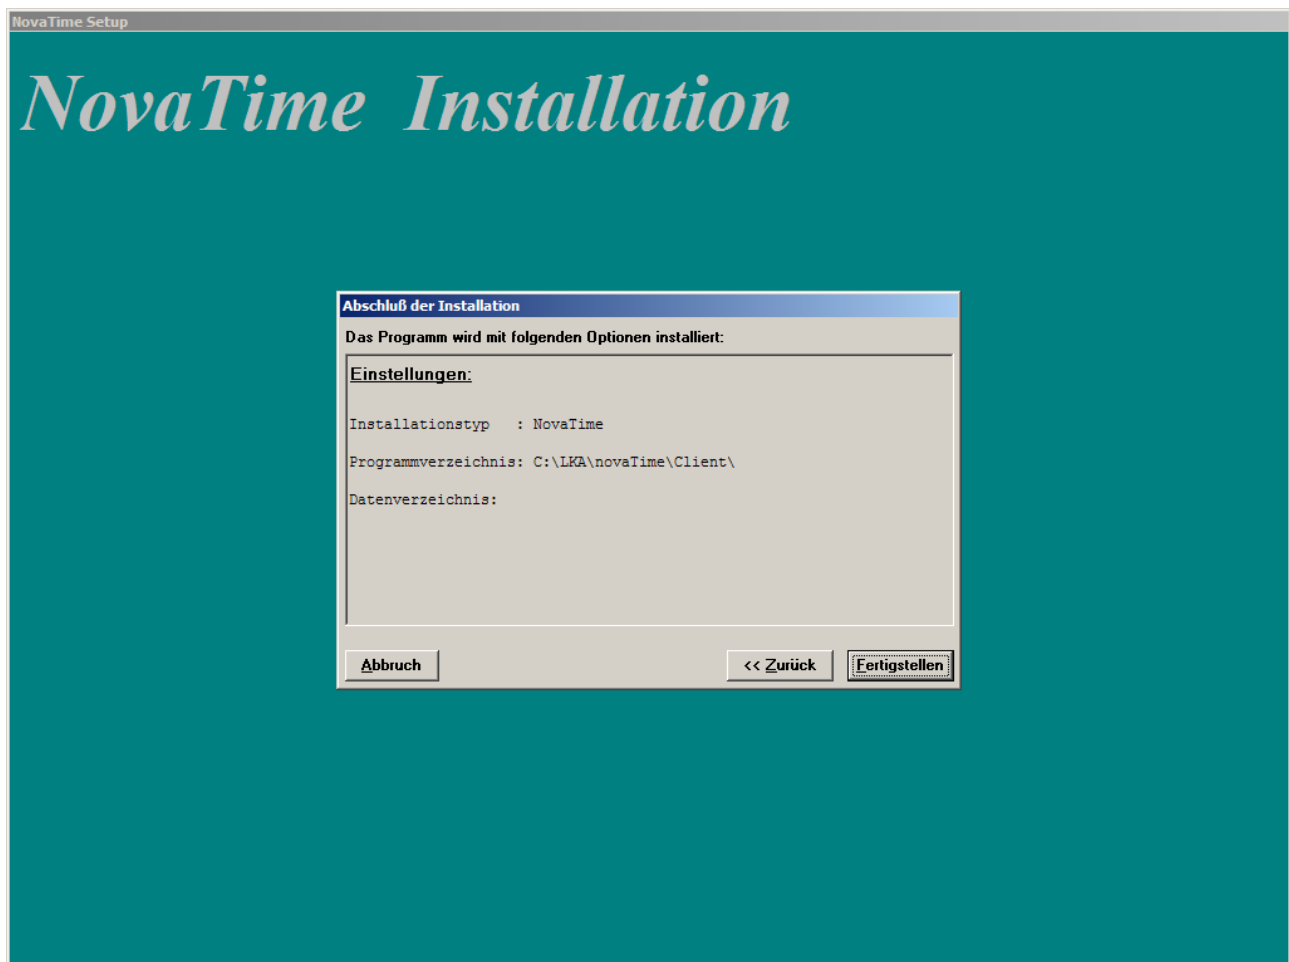 NovaTime Setup
NovaTime Installation
Abschluß der Installation
Das Programm wird mit folgenden Optionen installiert:
Einstellungen:
Installationstyp : NovaTime
Programmverzeichnis: C:\LKA\novaTime\Client\
Datenverzeichnis:
Abbruch
<< Zurück
Fertigstellen